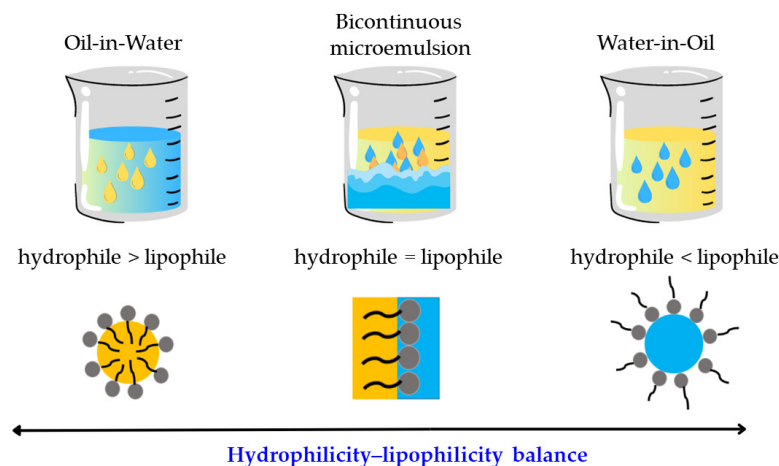 Oil-in-Water
Bicontinuous
microemulsion
Water-in-Oil
hydrophile > lipophile
hydrophile = lipophile
hydrophile < lipophile
Hydrophilicity–lipophilicity balance